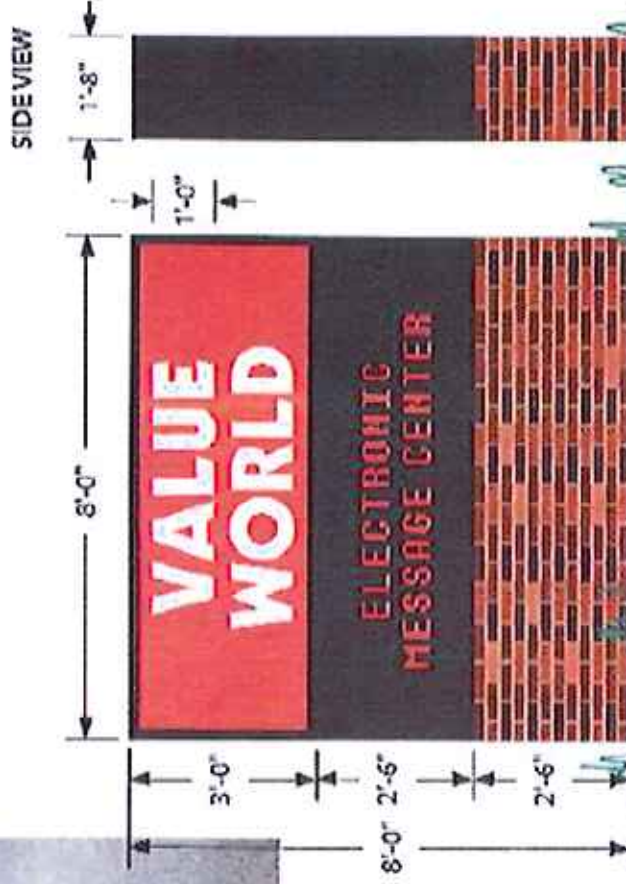 SIDE VIEW
1'-8"
8'-0"
1'-0"
VALUE
WORLD
ELECTRONIC
MESSAGE CENTER
3'-0"
2'-6"
2'-6"
8'-0"